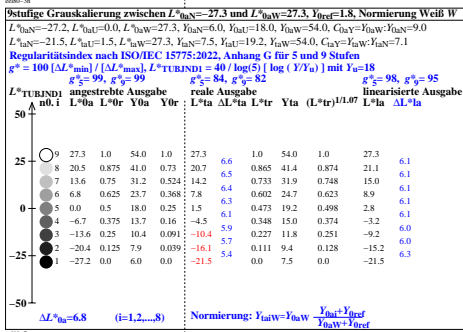 9stufige Grauskalierung zwischen L*0aN=−27.2 und L*0aW=27.3, Y0ref=1.8, Normierung Weiß W
L*0aN=−27.2, L*0aU=0.0, L*0aW=27.3, Y0aN=6.0, Y0aU=18.0, Y0aW=54.0, C0aY=Y0aW:Y0aN=9.0
L*taN=−21.5, L*taU=1.5, L*taW=27.3, YtaN=7.5, YtaU=19.2, YtaW=54.0, CtaY=YtaW:YtaN=7.1
Regularitätsindex nach ISO/IEC 15775:2022, Anhang G für 5 und 9 Stufen
g* = 100 [ΔL*min] / [ΔL*max], L*TUBJND1 = 40 / log(5) [ log ( Y/Yu) ] mit Yu=18
g*5= 99, g*9= 99 g*5= 84, g*9= 82 g*5= 98, g*9= 95
L*TUBJND1 angestrebte Ausgabe reale Ausgabe linearisierte Ausgabe
n0. i L*0a L*0r Y0a Y0r L*ta ΔL*ta L*tr Yta (L*tr)1/1.07 L*la ΔL*la
50
9 27.3 1.0 54.0 1.0 27.3 1.0 54.0 1.0 27.3
6.6 6.1
25
8 20.5 0.875 41.0 0.73 20.7 0.865 41.4 0.874 21.1
6.5 6.1
7 13.6 0.75 31.2 0.524 14.2 0.733 31.9 0.748 15.0
6.4 6.1
6 6.8 0.625 23.7 0.368 7.8 0.602 24.7 0.623 8.9
6.3 6.1
0
5 0.0 0.5 18.0 0.25 1.5 0.473 19.2 0.498 2.8
6.1 6.1
4 −6.7 0.375 13.7 0.16 −4.5 0.348 15.0 0.374 −3.2
5.9 6.0
3 −13.6 0.25 10.4 0.091 −10.4 0.227 11.8 0.251 −9.2
5.7 6.0
2 −20.4 0.125 7.9 0.039 −16.1 0.111 9.4 0.128 −15.2
5.4 6.3
−25
1 −27.2 0.0 6.0 0.0 −21.5 0.0 7.5 0.0 −21.5
−50
ΔL*0a=6.8 (i=1,2,...,8) Normierung: YtaiW=Y0aW Y0ai+Y0ref
Y0aW+Y0ref